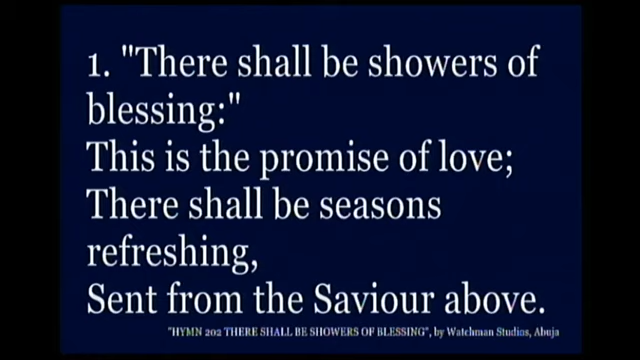 1. "There shall be showers of
blessing:"
This is the promise of love;
There shall be seasons
refreshing,
Sent from the Saviour above.
"HYMN 202 THERE SHALL BE SHOWERS OF BLESSING", by Watchman Studios, Abuja